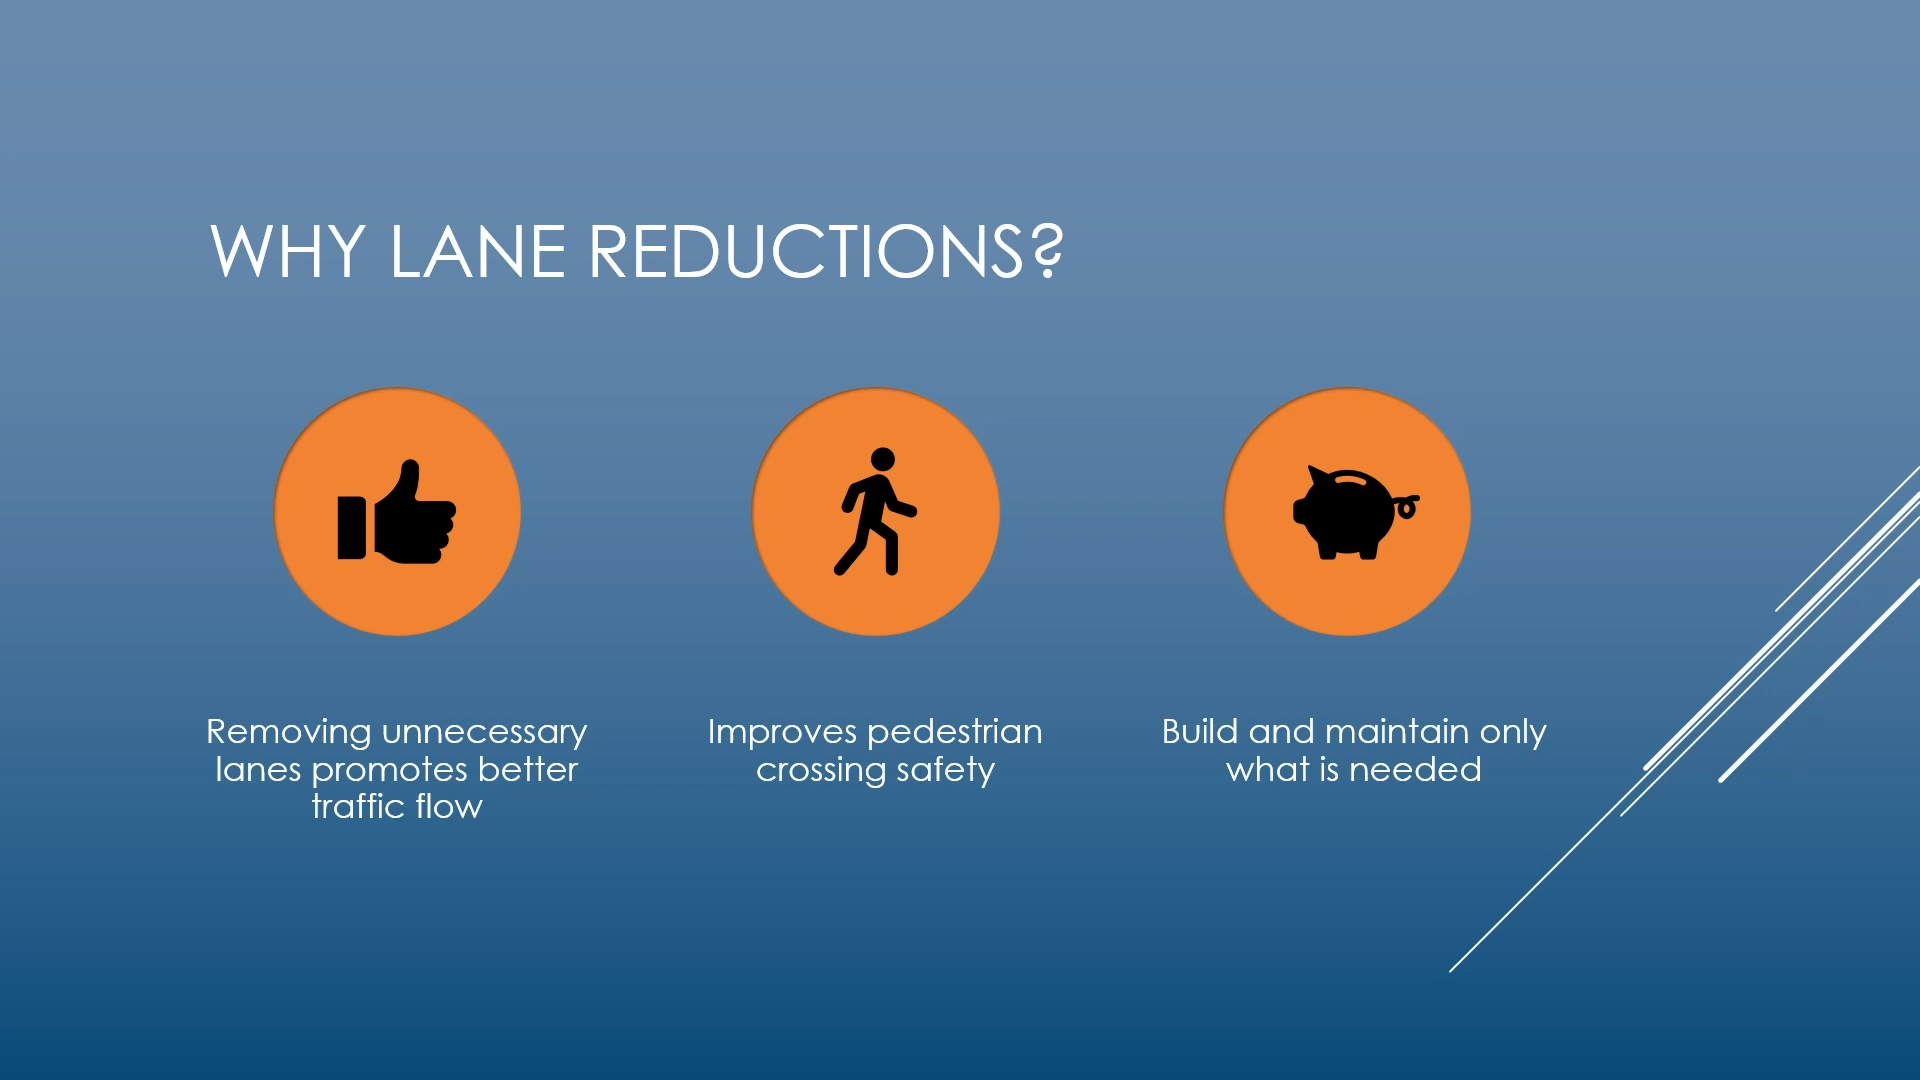 WHY LANE REDUCTIONS?
Removing unnecessary
lanes promotes better
traffic flow
Improves pedestrian
crossing safety
Build and maintain only
what is needed